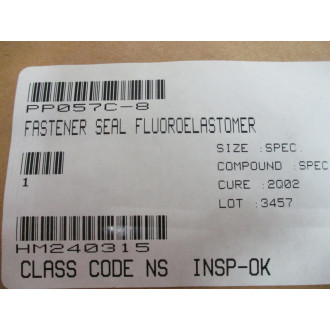 PP057C-8
FASTENER SEAL FLUOROELASTOMER
SIZE :SPEC.
COMPOUND :SPEC
1
CURE :2Q02
LOT :3457
HM240315
CLASS CODE NS INSP-OK